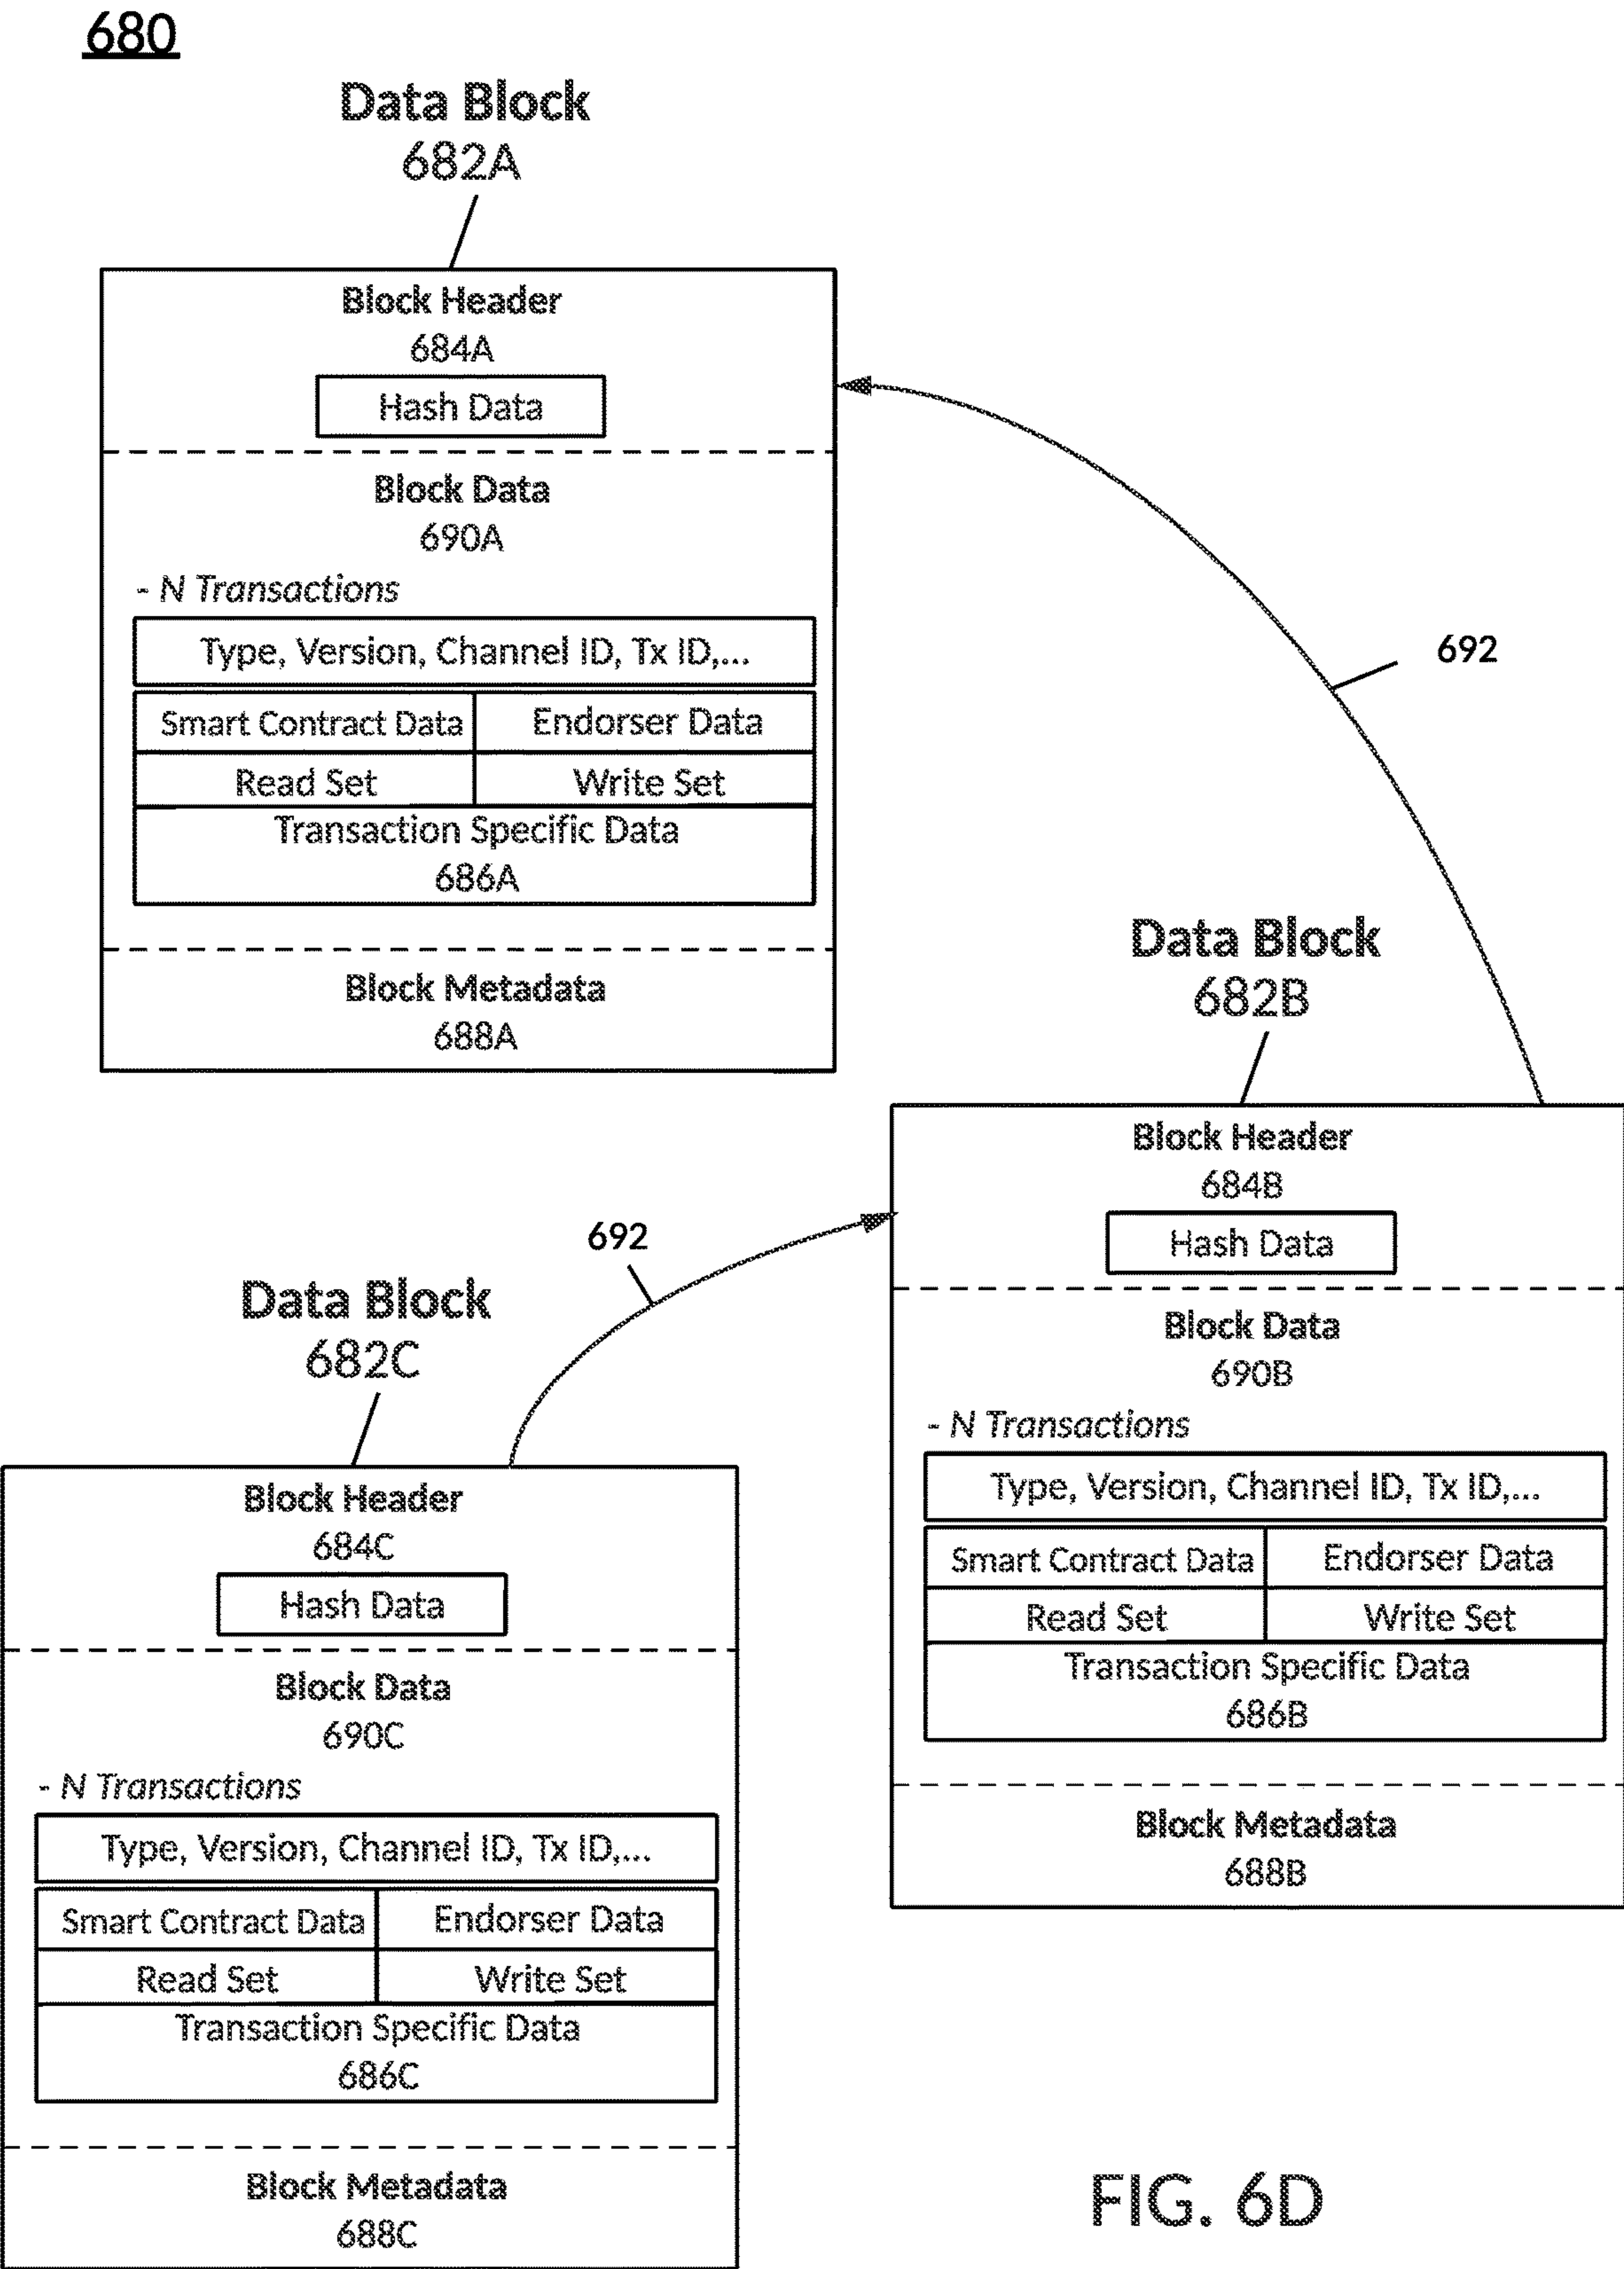 680
Data Block
682A
Block Header
684A
Hash Data
Block Data
690A
- N Transactions
Type, Version, Channel ID, Tx ID,...
Smart Contract Data
Endorser Data
Read Set
Write Set
Transaction Specific Data
686A
Block Metadata
688A
692
Data Block
682B
Block Header
684B
Hash Data
Block Data
690B
- N Transactions
Type, Version, Channel ID, Tx ID,...
Smart Contract Data
Endorser Data
Read Set
Write Set
Transaction Specific Data
686B
Block Metadata
688B
692
Data Block
682C
Block Header
684C
Hash Data
Block Data
690C
- N Transactions
Type, Version, Channel ID, Tx ID,...
Smart Contract Data
Endorser Data
Read Set
Write Set
Transaction Specific Data
686C
Block Metadata
688C
FIG. 6D